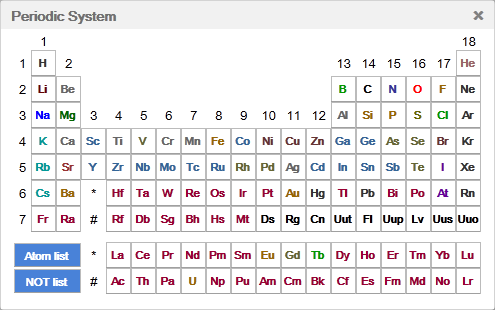 Periodic System ×
1 18
1 H 2 13 14 15 16 17 He
2 Li Be B C N O F Ne
3 Na Mg 3 4 5 6 7 8 9 10 11 12 Al Si P S Cl Ar
4 K Ca Sc Ti V Cr Mn Fe Co Ni Cu Zn Ga Ge As Se Br Kr
5 Rb Sr Y Zr Nb Mo Tc Ru Rh Pd Ag Cd In Sn Sb Te I Xe
6 Cs Ba * Hf Ta W Re Os Ir Pt Au Hg Tl Pb Bi Po At Rn
7 Fr Ra # Rf Db Sg Bh Hs Mt Ds Rg Cn Uut Fl Uup Lv Uus Uuo
Atom list * La Ce Pr Nd Pm Sm Eu Gd Tb Dy Ho Er Tm Yb Lu
NOT list # Ac Th Pa U Np Pu Am Cm Bk Cf Es Fm Md No Lr